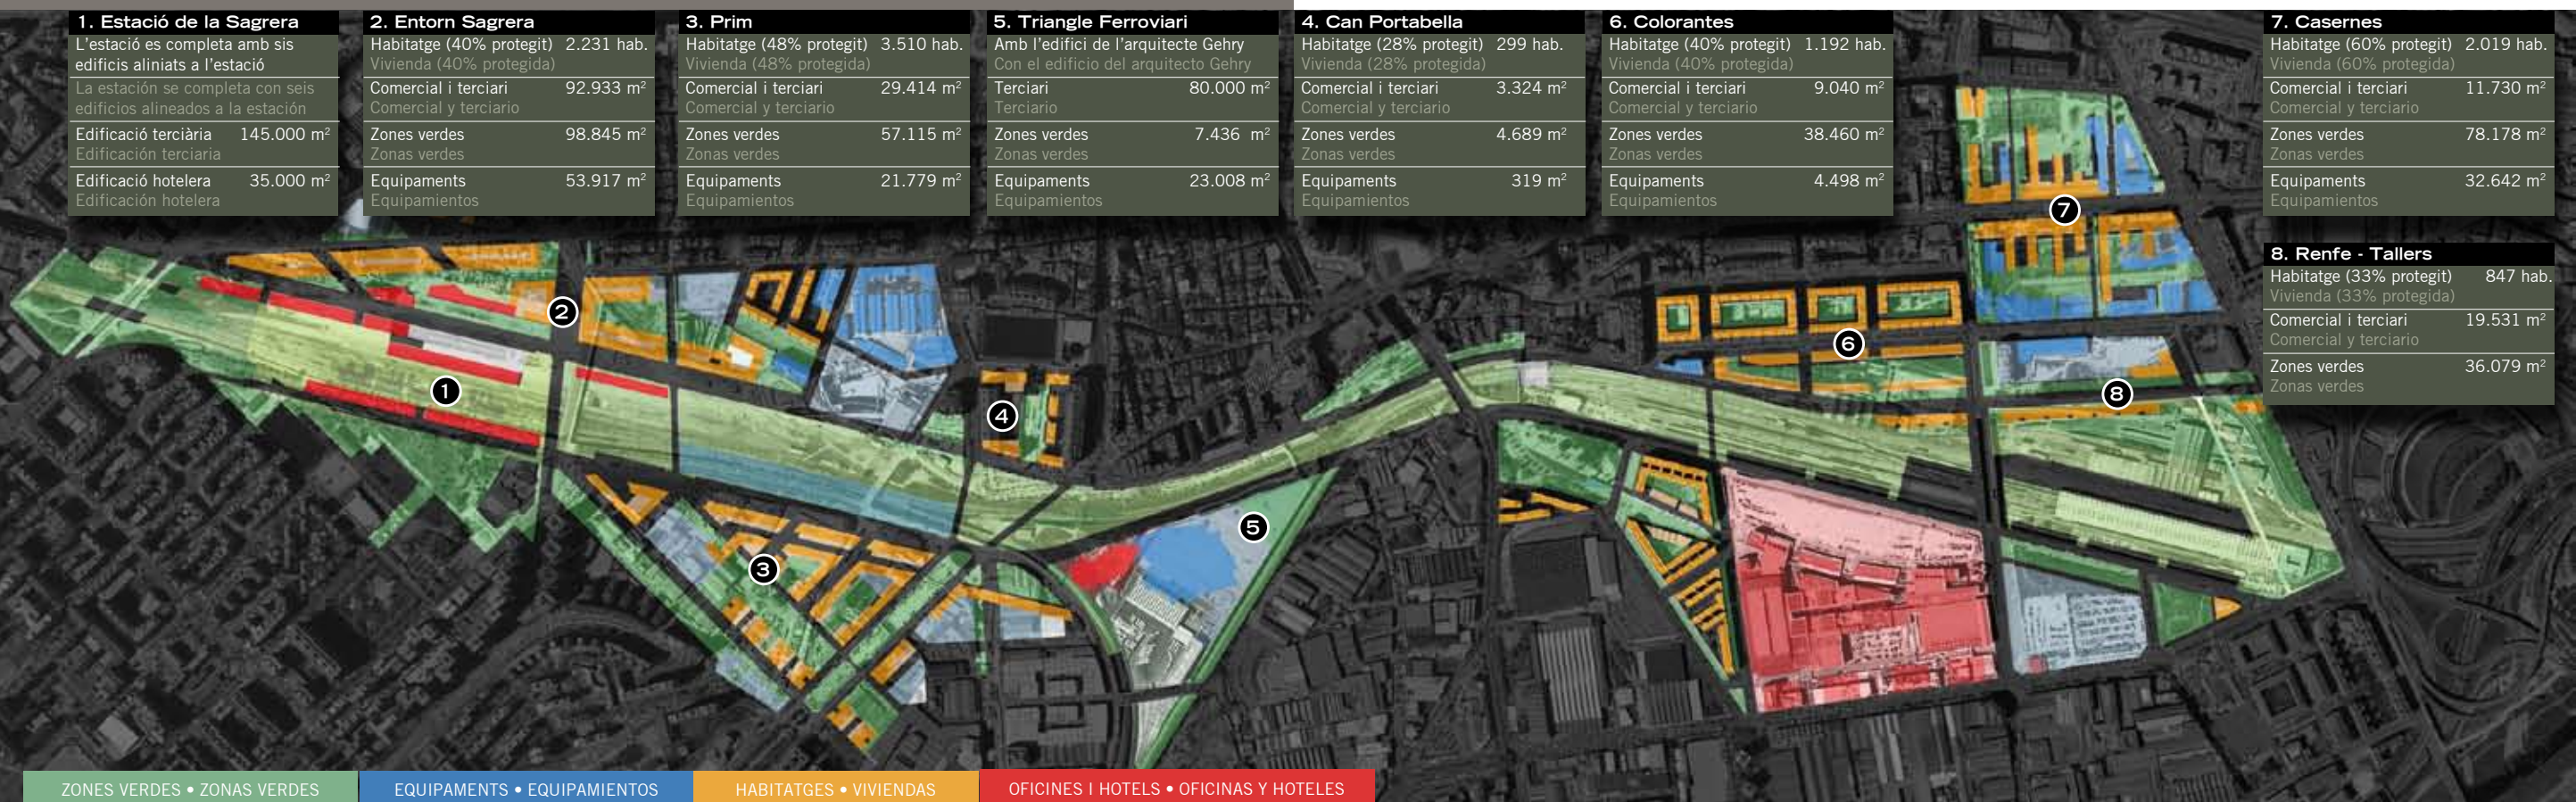 1. Estació de la Sagrera
L'estació es completa amb sis
edificis aliniats a l'estació
La estación se completa con seis
edificios alineados a la estación
Edificació terciària 145.000 m²
Edificación terciaria
Edificació hotelera 35.000 m²
Edificación hotelera
2. Entorn Sagrera
Habitatge (40% protegit) 2.231 hab.
Vivienda (40% protegida)
Comercial i terciari 92.933 m²
Comercial y terciario
Zones verdes 98.845 m²
Zonas verdes
Equipaments 53.917 m²
Equipamientos
3. Prim
Habitatge (48% protegit) 3.510 hab.
Vivienda (48% protegida)
Comercial i terciari 29.414 m²
Comercial y terciario
Zones verdes 57.115 m²
Zonas verdes
Equipaments 21.779 m²
Equipamientos
5. Triangle Ferroviari
Amb l'edifici de l'arquitecte Gehry
Con el edificio del arquitecto Gehry
Terciari 80.000 m²
Terciario
Zones verdes 7.436 m²
Zonas verdes
Equipaments 23.008 m²
Equipamientos
4. Can Portabella
Habitatge (28% protegit) 299 hab.
Vivienda (28% protegida)
Comercial i terciari 3.324 m²
Comercial y terciario
Zones verdes 4.689 m²
Zonas verdes
Equipaments 319 m²
Equipamientos
6. Colorantes
Habitatge (40% protegit) 1.192 hab.
Vivienda (40% protegida)
Comercial i terciari 9.040 m²
Comercial y terciario
Zones verdes 38.460 m²
Zonas verdes
Equipaments 4.498 m²
Equipamientos
7. Casernes
Habitatge (60% protegit) 2.019 hab.
Vivienda (60% protegida)
Comercial i terciari 11.730 m²
Comercial y terciario
Zones verdes 78.178 m²
Zonas verdes
Equipaments 32.642 m²
Equipamientos
8. Renfe - Tallers
Habitatge (33% protegit) 847 hab.
Vivienda (33% protegida)
Comercial i terciari 19.531 m²
Comercial y terciario
Zones verdes 36.079 m²
Zonas verdes
7
2
6
1
8
4
5
3
ZONES VERDES • ZONAS VERDES
EQUIPAMENTS • EQUIPAMIENTOS
HABITATGES • VIVIENDAS
OFICINES I HOTELS • OFICINAS Y HOTELES